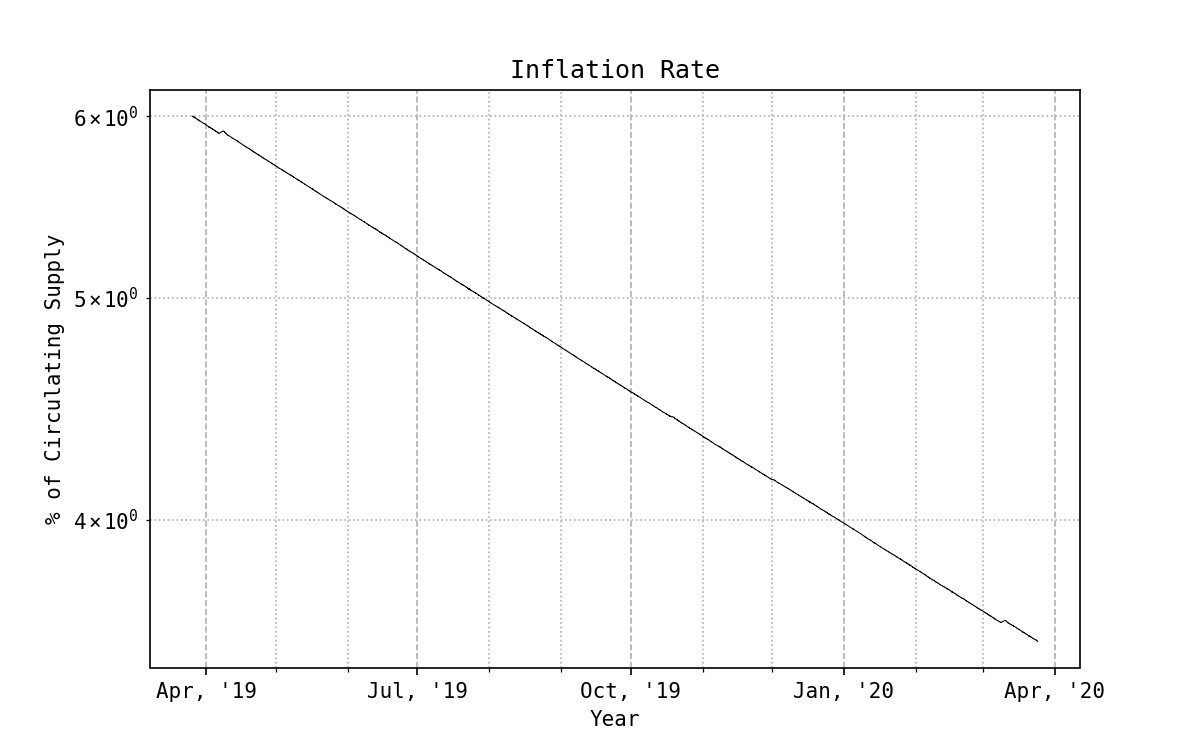 Inflation Rate
6×10⁰
5×10⁰
4×10⁰
% of Circulating Supply
Apr, '19
Jul, '19
Oct, '19
Jan, '20
Apr, '20
Year